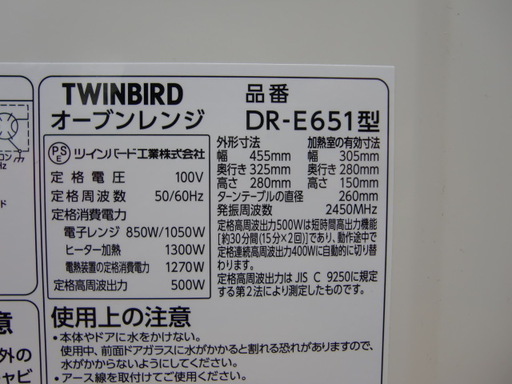 TWINBIRD
オーブンレンジ
品番
DR-E651型
PSE ツインバード工業株式会社
定格電圧 100V
定格周波数 50/60Hz
定格消費電力
電子レンジ 850W/1050W
ヒーター加熱 1300W
電熱装置の定格消費電力 1270W
定格高周波出力 500W
外形寸法
幅 455mm
奥行き 325mm
高さ 280mm
加熱室の有効寸法
幅 305mm
奥行き 280mm
高さ 150mm
ターンテーブルの直径 260mm
発振周波数 2450MHz
定格高周波出力500Wは短時間高出力機能
[約30分間(15分×2回)]であり、動作途中で
定格連続高周波出力400Wに自動的に切り替
わります。
定格高周波出力は JIS C 9250に規定
する第2法により測定したものです。
使用上の注意
・本体やドアに水をかけない。
使用中、前面ドアガラスに水がかかると割れる恐れがありますので、
水がかからないようにしてください。
・アース線を取付けてご使用ください。
意
外の
ャビ